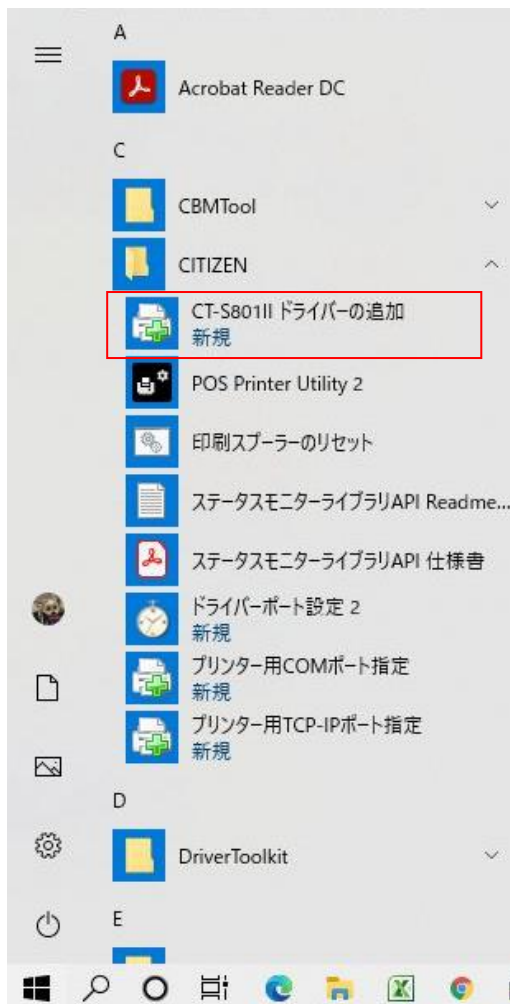 A
Acrobat Reader DC
C
CBMTool
CITIZEN
CT-S801II ドライバーの追加
新規
POS Printer Utility 2
印刷スプーラーのリセット
ステータスモニターライブラリAPI Readme...
ステータスモニターライブラリAPI 仕様書
ドライバーポート設定 2
新規
プリンター用COMポート指定
新規
プリンター用TCP-IPポート指定
新規
D
DriverToolkit
E